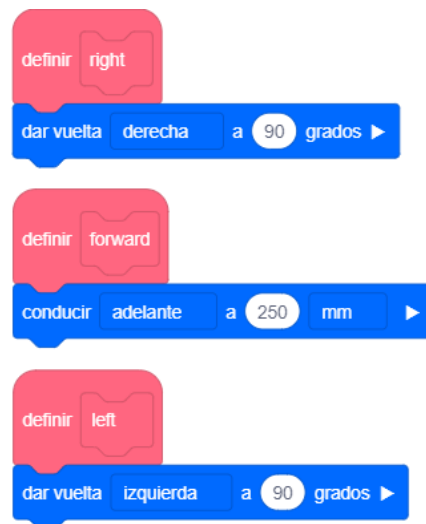 definir right
dar vuelta derecha a 90 grados
definir forward
conducir adelante a 250 mm
definir left
dar vuelta izquierda a 90 grados